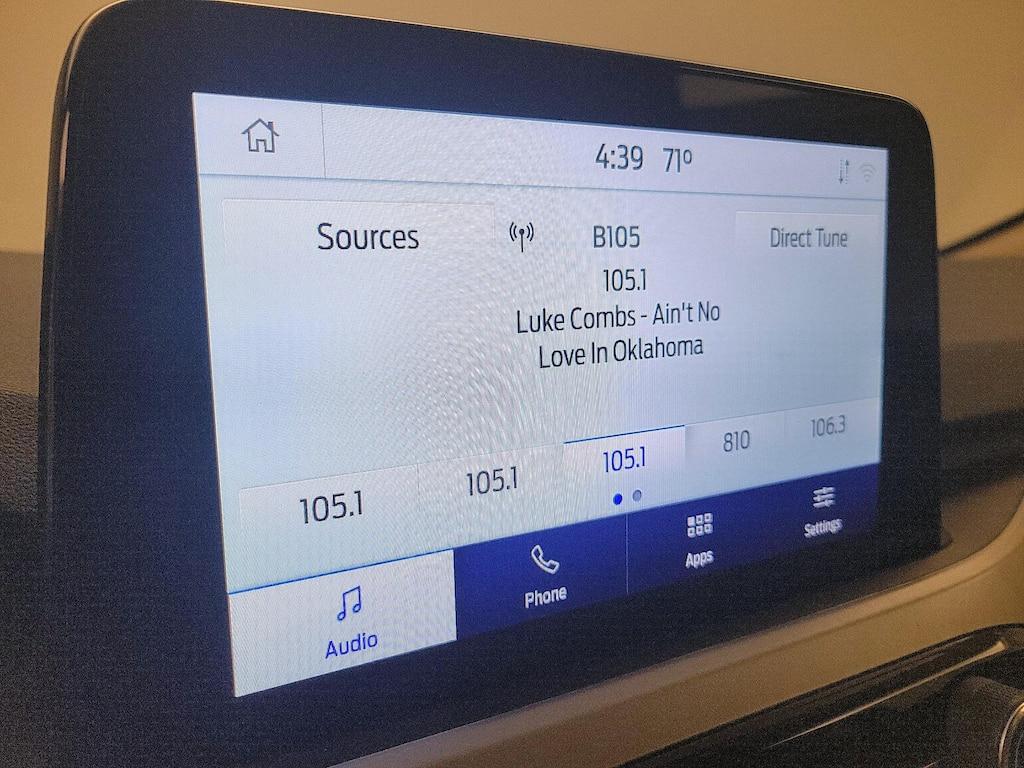 4:39 71°
Sources
B105
Direct Tune
105.1
Luke Combs - Ain't No
Love In Oklahoma
105.1
105.1
105.1
810
106.3
Audio
Phone
Apps
Settings